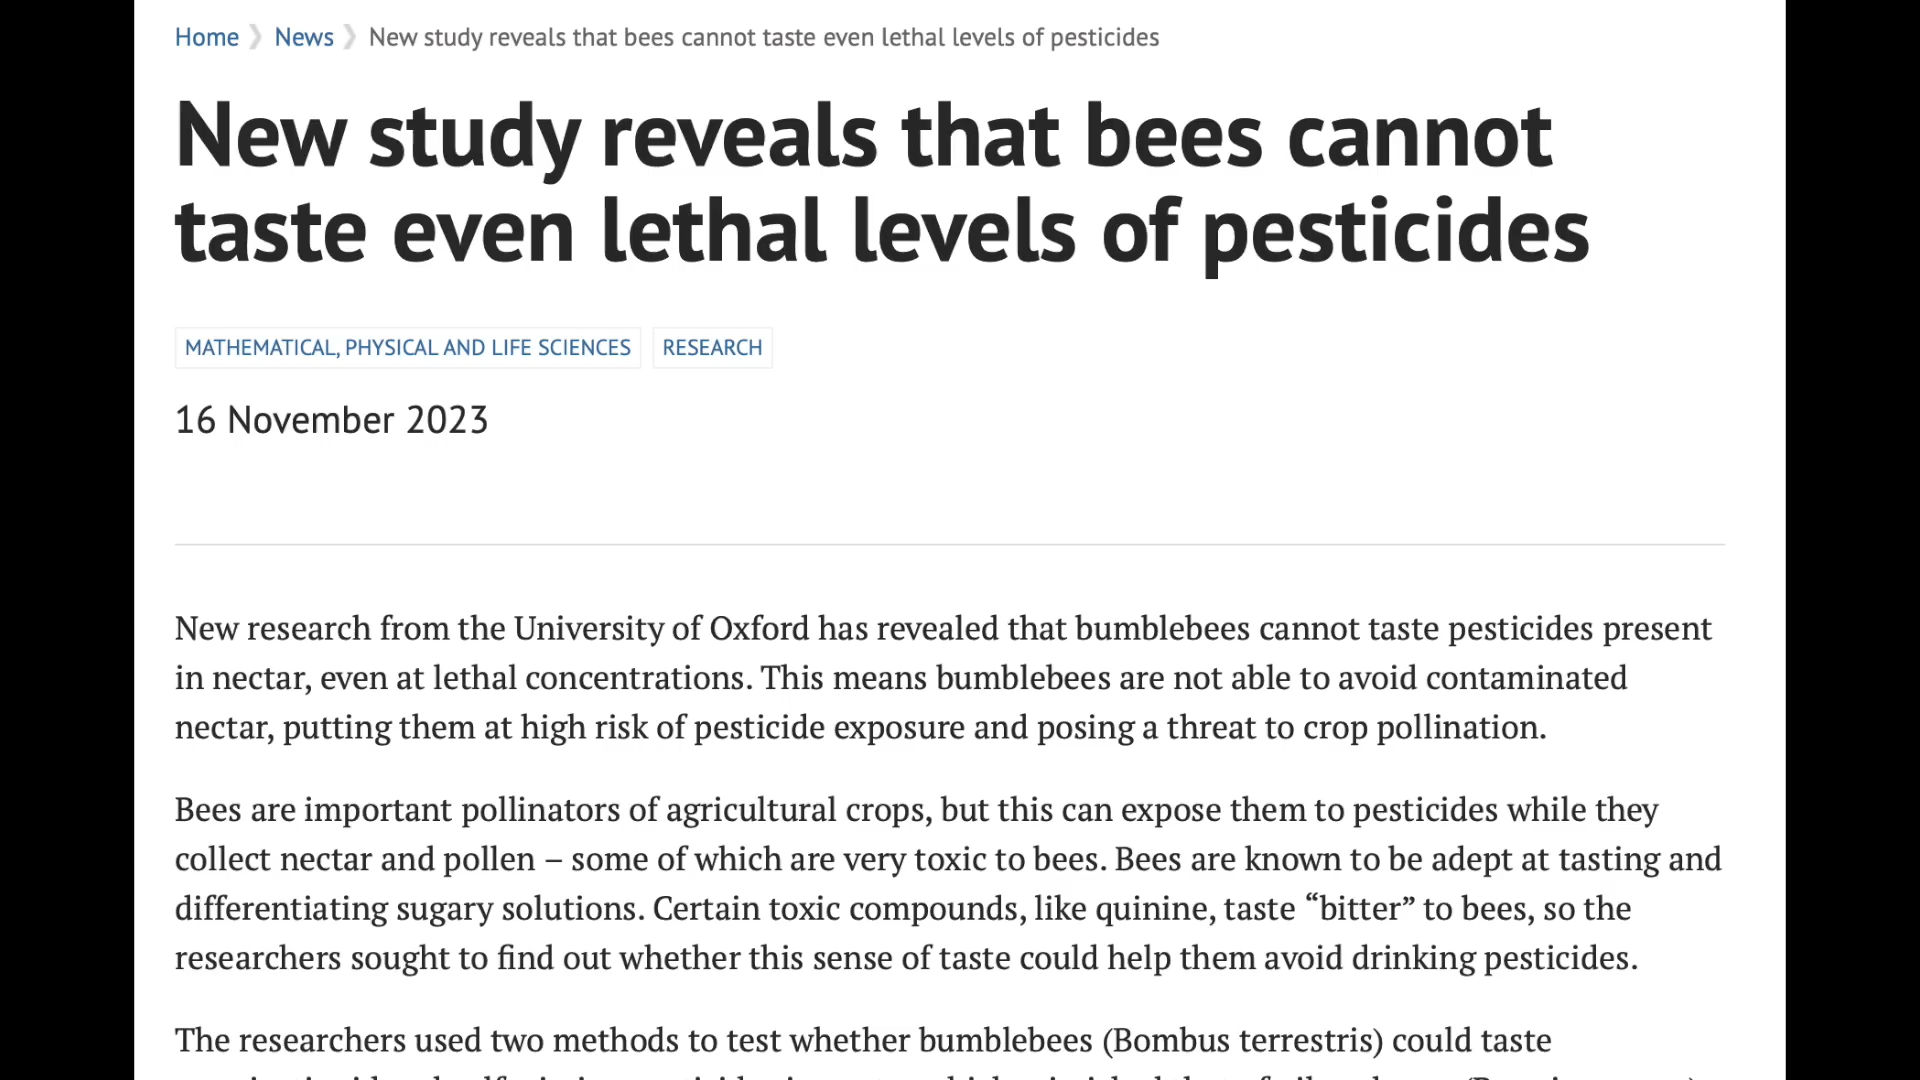 Home > News > New study reveals that bees cannot taste even lethal levels of pesticides
New study reveals that bees cannot
taste even lethal levels of pesticides
MATHEMATICAL, PHYSICAL AND LIFE SCIENCES RESEARCH
16 November 2023
New research from the University of Oxford has revealed that bumblebees cannot taste pesticides present
in nectar, even at lethal concentrations. This means bumblebees are not able to avoid contaminated
nectar, putting them at high risk of pesticide exposure and posing a threat to crop pollination.
Bees are important pollinators of agricultural crops, but this can expose them to pesticides while they
collect nectar and pollen – some of which are very toxic to bees. Bees are known to be adept at tasting and
differentiating sugary solutions. Certain toxic compounds, like quinine, taste “bitter” to bees, so the
researchers sought to find out whether this sense of taste could help them avoid drinking pesticides.
The researchers used two methods to test whether bumblebees (Bombus terrestris) could taste